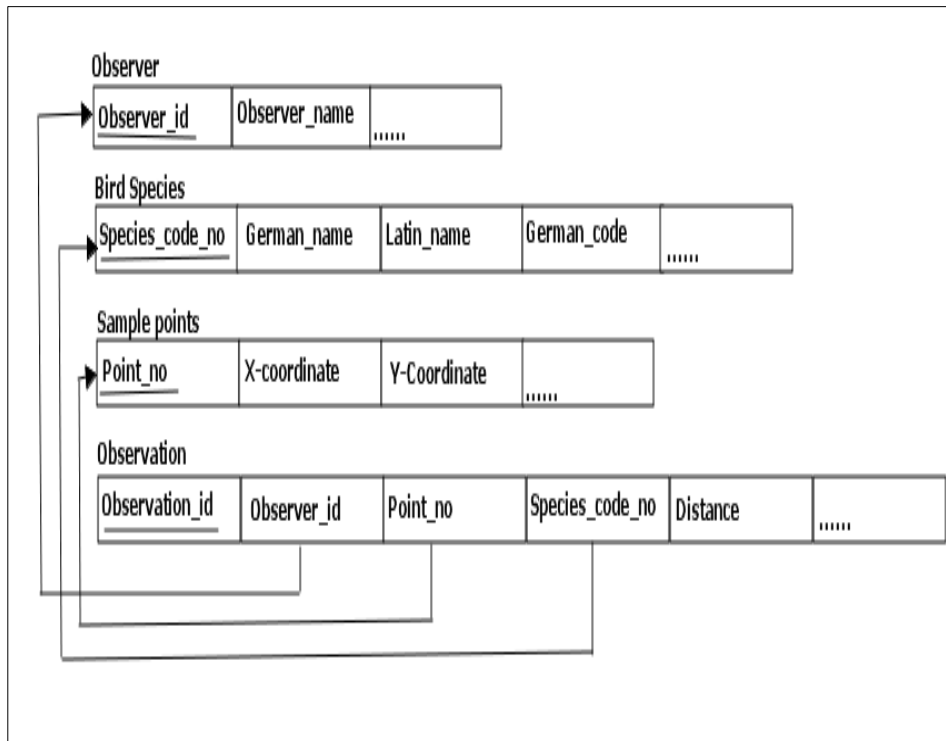 Observer
Observer_id Observer_name ......
Bird Species
Species_code_no German_name Latin_name German_code ......
Sample points
Point_no X-coordinate Y-Coordinate ......
Observation
Observation_id Observer_id Point_no Species_code_no Distance ......